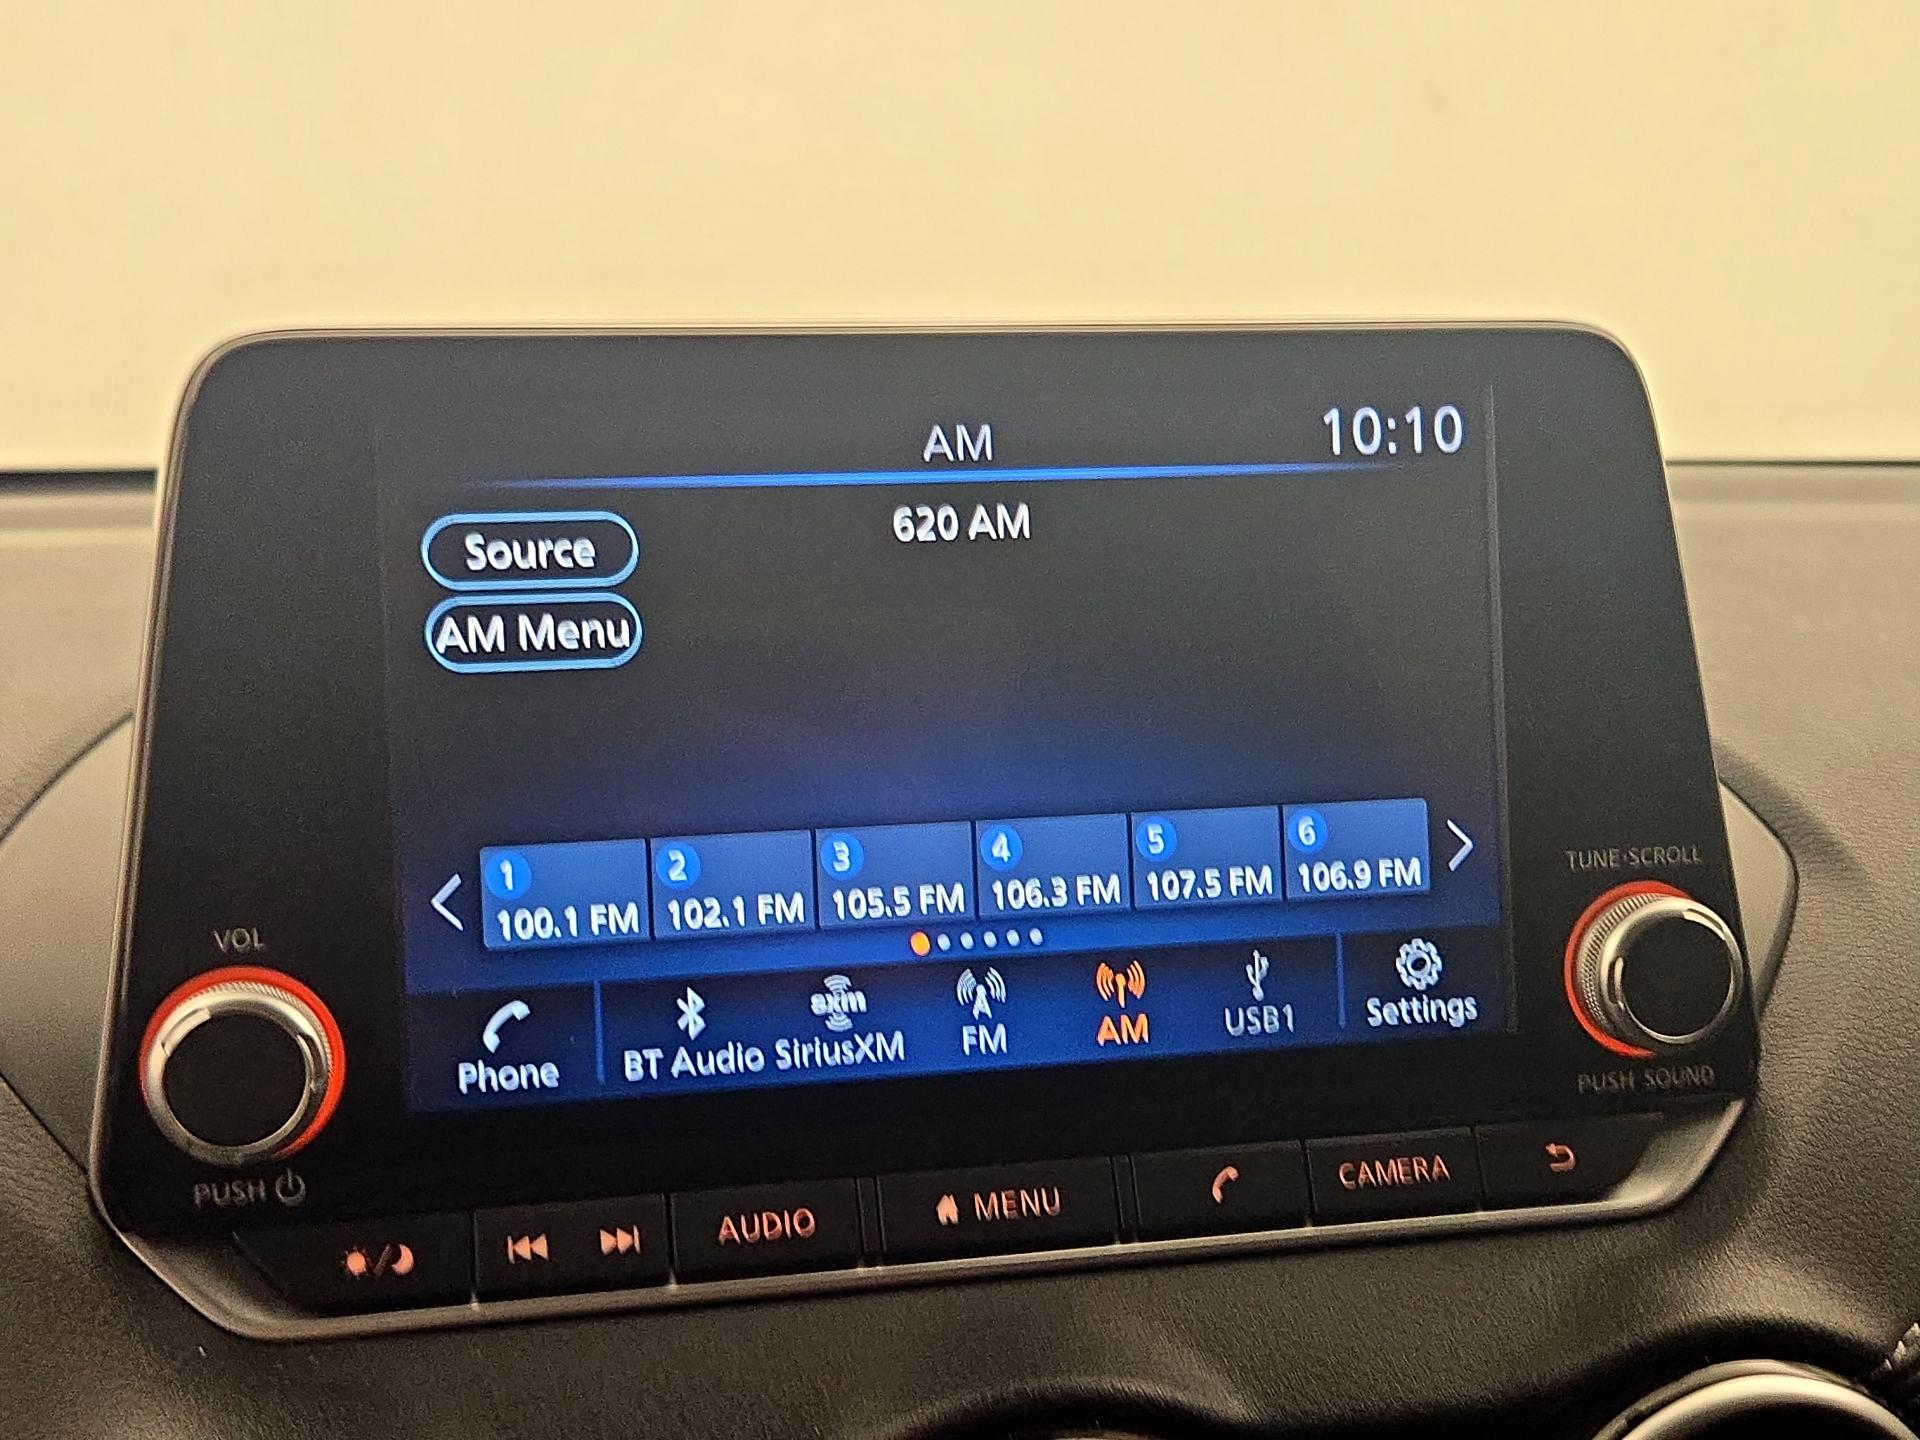 AM 10:10
620 AM
Source
AM Menu
1 2 3 4 5 6
100.1 FM 102.1 FM 105.5 FM 106.3 FM 107.5 FM 106.9 FM
Phone BT Audio sxm SiriusXM FM AM USB1 Settings
VOL
PUSH
TUNE·SCROLL
PUSH SOUND
AUDIO MENU CAMERA